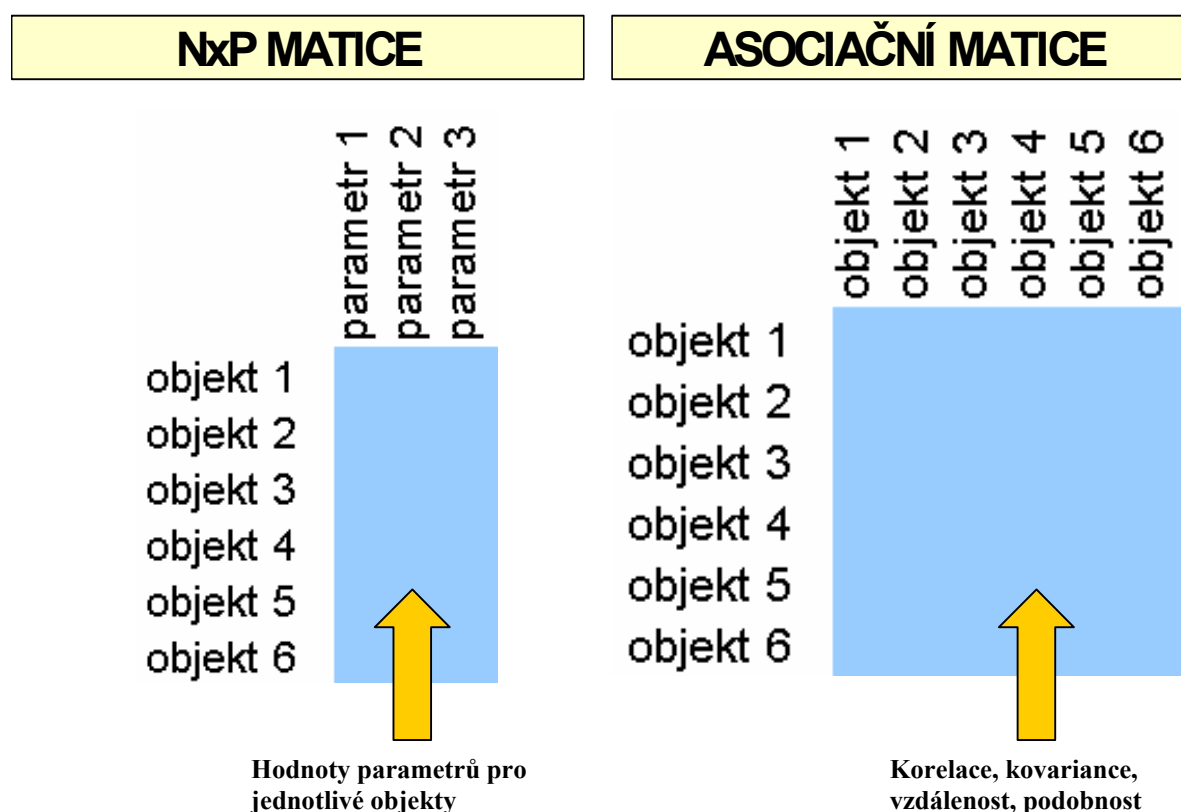 NxP MATICE
parametr 1
parametr 2
parametr 3
objekt 1
objekt 2
objekt 3
objekt 4
objekt 5
objekt 6
Hodnoty parametrů pro
jednotlivé objekty
ASOCIAČNÍ MATICE
objekt 1
objekt 2
objekt 3
objekt 4
objekt 5
objekt 6
objekt 1
objekt 2
objekt 3
objekt 4
objekt 5
objekt 6
Korelace, kovariance,
vzdálenost, podobnost